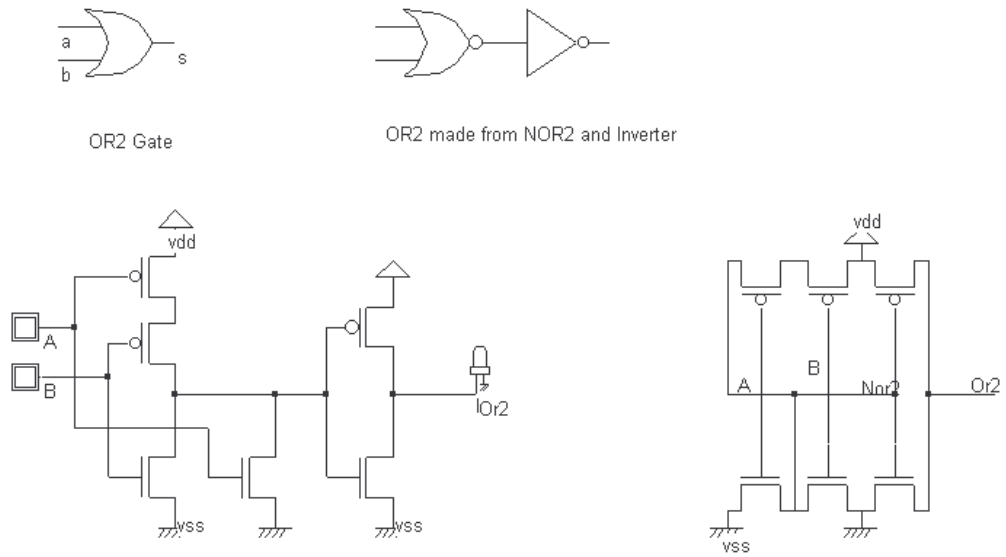 a
b
s
OR2 Gate
OR2 made from NOR2 and Inverter
vdd
A
B
Or2
vss
vss
vdd
A
B
Nor2
Or2
vss